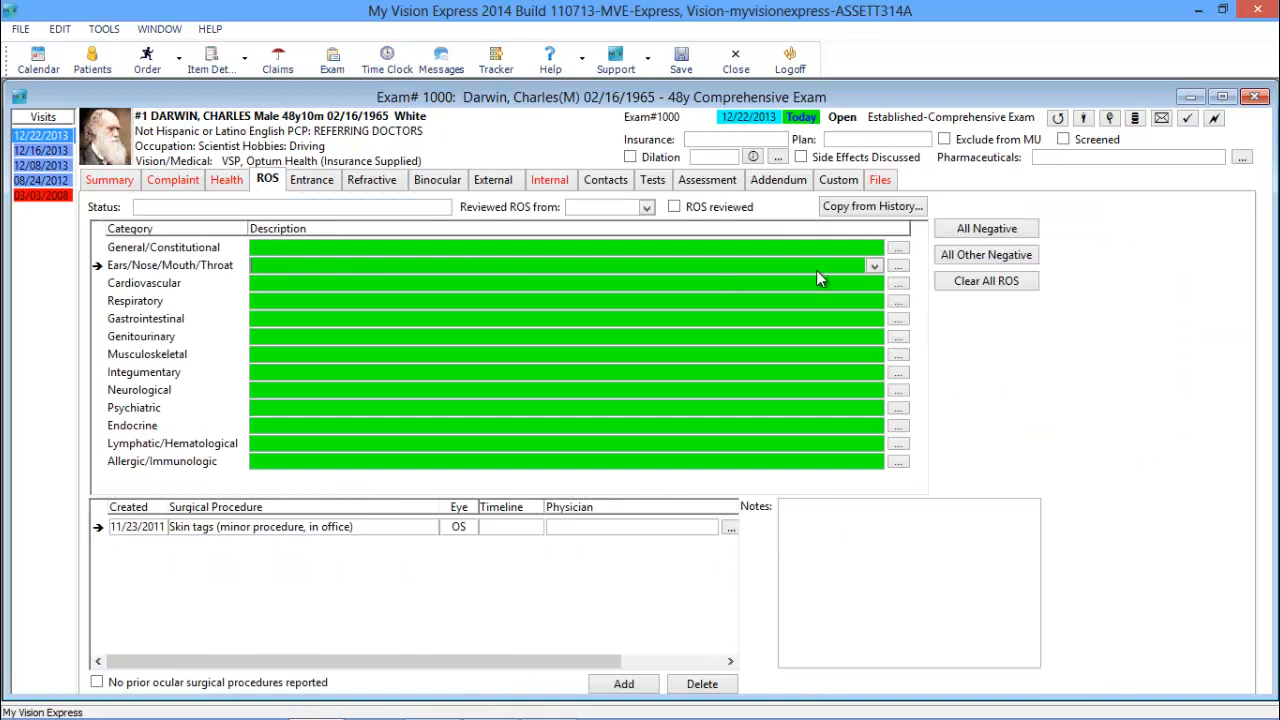 My Vision Express 2014 Build 110713-MVE-Express, Vision-myvisionexpress-ASSETT314A
FILE EDIT TOOLS WINDOW HELP
Calendar Patients Order Item Det... Claims Exam Time Clock Messages Tracker Help Support Save Close Logoff
Exam# 1000: Darwin, Charles(M) 02/16/1965 - 48y Comprehensive Exam
Visits
12/22/2013
12/16/2013
12/08/2013
08/24/2012
03/03/2008
#1 DARWIN, CHARLES Male 48y10m 02/16/1965 White
Not Hispanic or Latino English PCP: REFERRING DOCTORS
Occupation: Scientist Hobbies: Driving
Vision/Medical: VSP, Optum Health (Insurance Supplied)
Exam#1000 12/22/2013 Today Open Established-Comprehensive Exam
Insurance: Plan: Exclude from MU Screened
Dilation ... Side Effects Discussed Pharmaceuticals: ...
Summary Complaint Health ROS Entrance Refractive Binocular External Internal Contacts Tests Assessment Addendum Custom Files
Status: Reviewed ROS from: ROS reviewed Copy from History...
Category Description
General/Constitutional ...
Ears/Nose/Mouth/Throat ...
Cardiovascular ...
Respiratory ...
Gastrointestinal ...
Genitourinary ...
Musculoskeletal ...
Integumentary ...
Neurological ...
Psychiatric ...
Endocrine ...
Lymphatic/Hematological ...
Allergic/Immunologic ...
All Negative
All Other Negative
Clear All ROS
Created Surgical Procedure Eye Timeline Physician
11/23/2011 Skin tags (minor procedure, in office) OS ...
Notes:
No prior ocular surgical procedures reported
Add Delete
My Vision Express